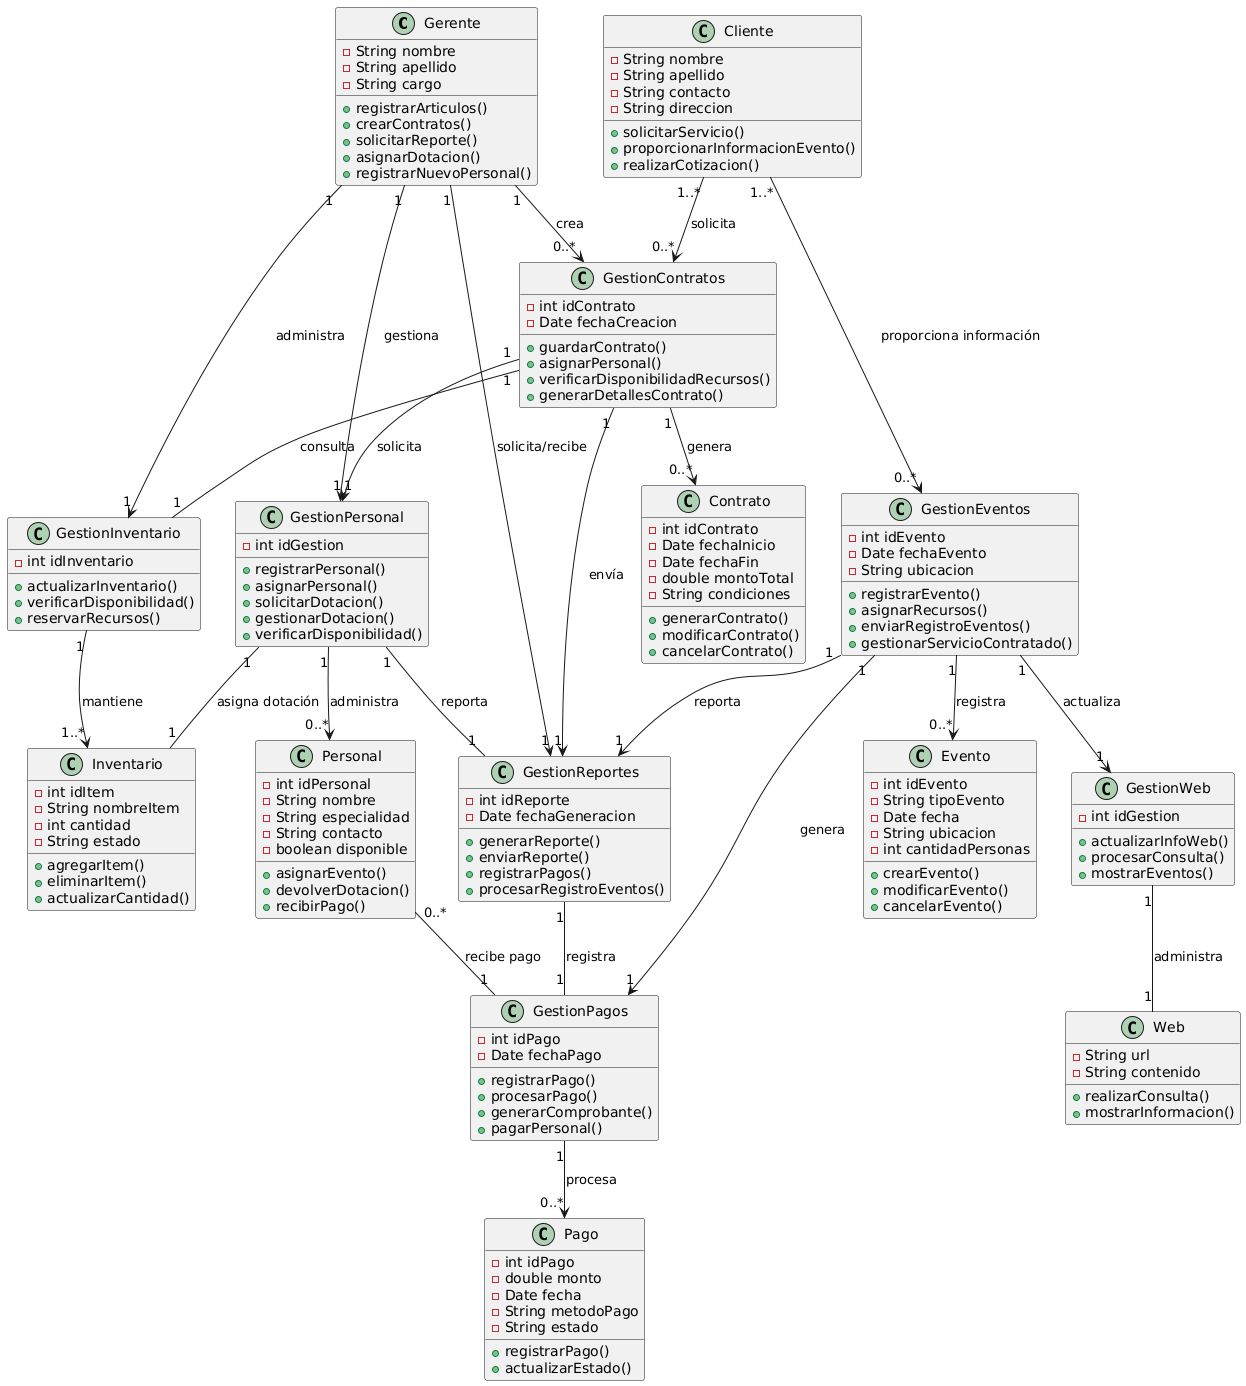 C Gerente
String nombre
String apellido
String cargo
registrarArticulos()
crearContratos()
solicitarReporte()
asignarDotacion()
registrarNuevoPersonal()
C Cliente
String nombre
String apellido
String contacto
String direccion
solicitarServicio()
proporcionarInformacionEvento()
realizarCotizacion()
1
1
1
1
1..*
1..*
crea
solicita
0..*
0..*
C GestionContratos
int idContrato
Date fechaCreacion
guardarContrato()
asignarPersonal()
verificarDisponibilidadRecursos()
generarDetallesContrato()
administra
gestiona
proporciona información
1
1
1
1
consulta
solicita
solicita/recibe
genera
0..*
0..*
1
1
1
1
envía
C GestionInventario
int idInventario
actualizarInventario()
verificarDisponibilidad()
reservarRecursos()
C GestionPersonal
int idGestion
registrarPersonal()
asignarPersonal()
solicitarDotacion()
gestionarDotacion()
verificarDisponibilidad()
C Contrato
int idContrato
Date fechaInicio
Date fechaFin
double montoTotal
String condiciones
generarContrato()
modificarContrato()
cancelarContrato()
C GestionEventos
int idEvento
Date fechaEvento
String ubicacion
registrarEvento()
asignarRecursos()
enviarRegistroEventos()
gestionarServicioContratado()
1
1
1
1
1
1
1
1
mantiene
asigna dotación
administra
reporta
reporta
registra
actualiza
1..*
1
0..*
1
1
1
1
0..*
1
C Inventario
int idItem
String nombreItem
int cantidad
String estado
agregarItem()
eliminarItem()
actualizarCantidad()
C Personal
int idPersonal
String nombre
String especialidad
String contacto
boolean disponible
asignarEvento()
devolverDotacion()
recibirPago()
C GestionReportes
int idReporte
Date fechaGeneracion
generarReporte()
enviarReporte()
registrarPagos()
procesarRegistroEventos()
genera
C Evento
int idEvento
String tipoEvento
Date fecha
String ubicacion
int cantidadPersonas
crearEvento()
modificarEvento()
cancelarEvento()
C GestionWeb
int idGestion
actualizarInfoWeb()
procesarConsulta()
mostrarEventos()
0..*
1
1
recibe pago
registra
administra
1
1
1
1
C GestionPagos
int idPago
Date fechaPago
registrarPago()
procesarPago()
generarComprobante()
pagarPersonal()
C Web
String url
String contenido
realizarConsulta()
mostrarInformacion()
1
procesa
0..*
C Pago
int idPago
double monto
Date fecha
String metodoPago
String estado
registrarPago()
actualizarEstado()